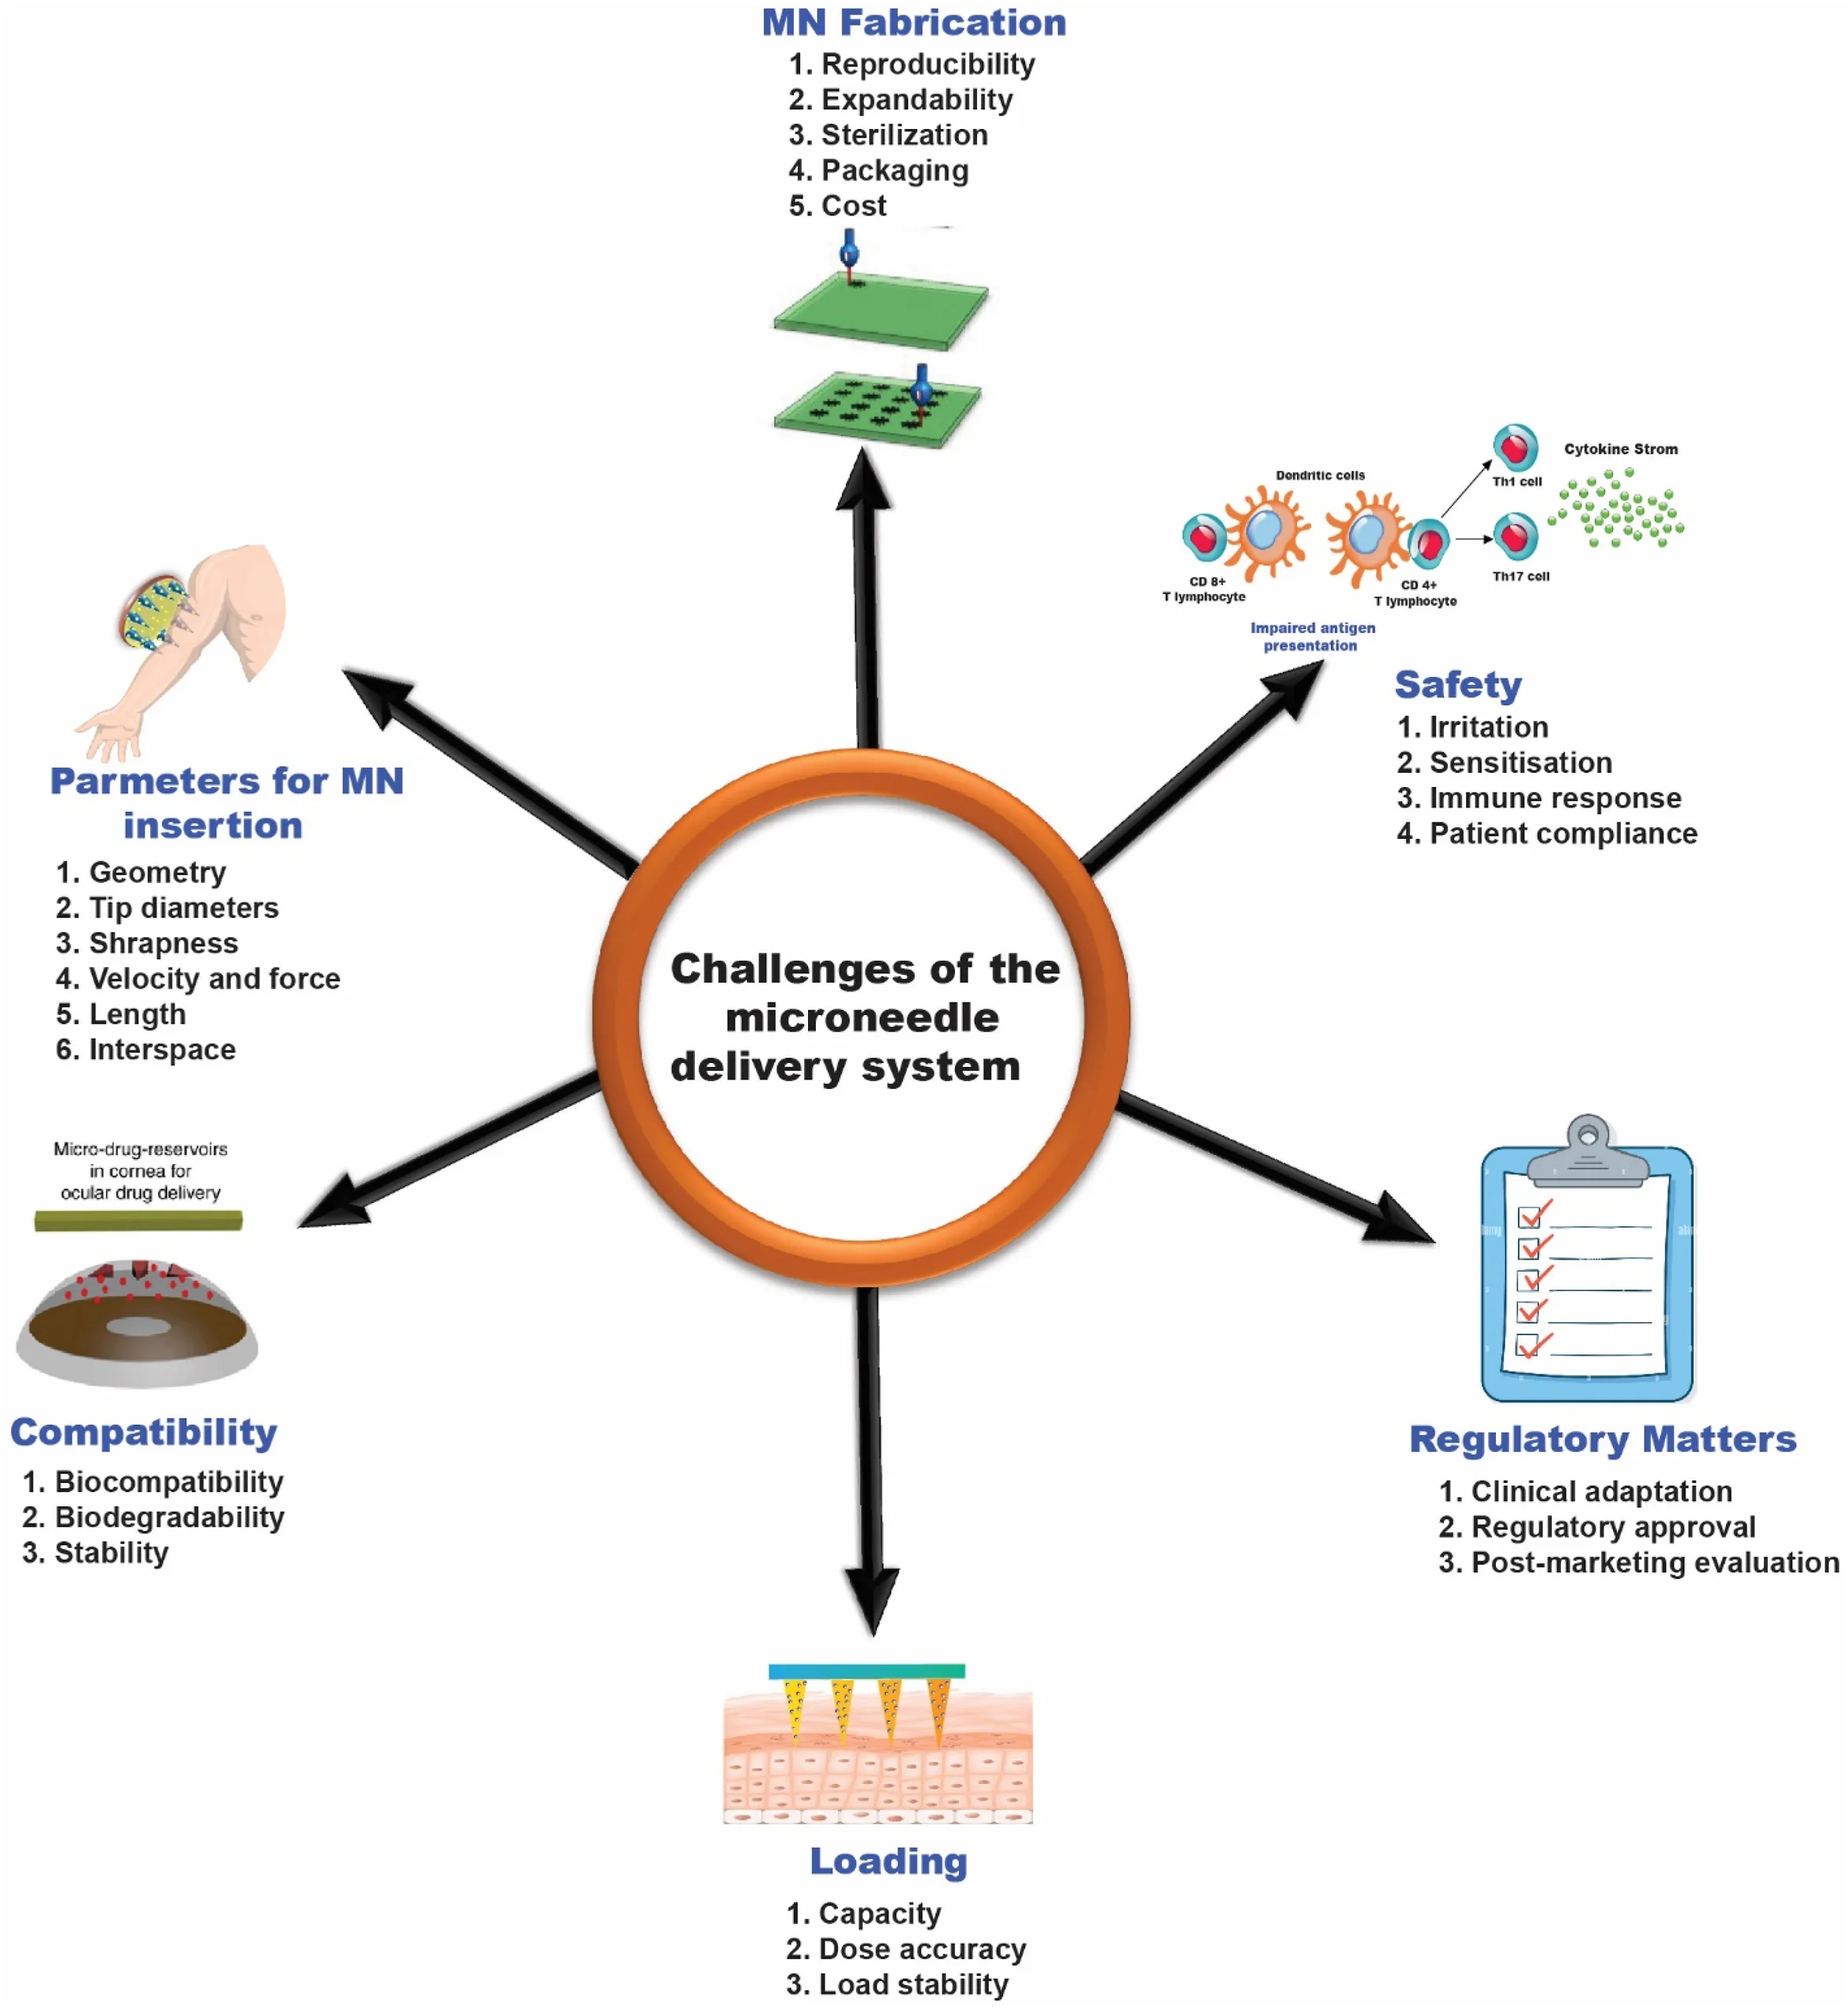 MN Fabrication
1. Reproducibility
2. Expandability
3. Sterilization
4. Packaging
5. Cost
Dendritic cells
Th1 cell
Cytokine Strom
CD 8+
T lymphocyte
CD 4+
T lymphocyte
Th17 cell
Impaired antigen
presentation
Safety
1. Irritation
2. Sensitisation
3. Immune response
4. Patient compliance
Parmeters for MN
insertion
1. Geometry
2. Tip diameters
3. Shrapness
4. Velocity and force
5. Length
6. Interspace
Challenges of the
microneedle
delivery system
Micro-drug-reservoirs
in cornea for
ocular drug delivery
Compatibility
1. Biocompatibility
2. Biodegradability
3. Stability
Regulatory Matters
1. Clinical adaptation
2. Regulatory approval
3. Post-marketing evaluation
Loading
1. Capacity
2. Dose accuracy
3. Load stability